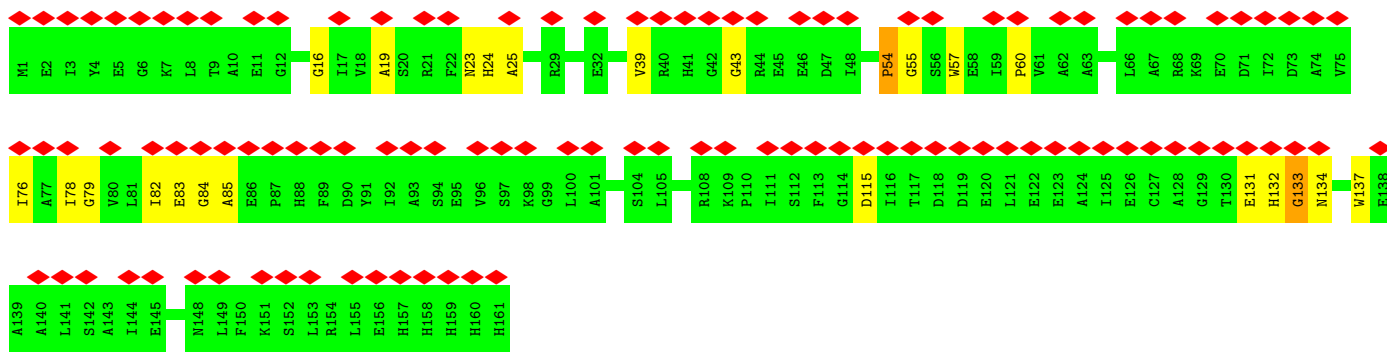 M1 E2 I3 Y4 E5 G6 K7 L8 T9 A10 E11 G12 G16 I17 V18 A19 S20 R21 F22 N23 H24 A25 R29 E32 V39 R40 H41 G42 G43 R44 E45 E46 D47 I48 P54 G55 S56 W57 E58 I59 P60 V61 A62 A63 L66 A67 R68 K69 E70 D71 I72 D73 A74 V75
I76 A77 I78 G79 V80 L81 I82 E83 G84 A85 E86 P87 H88 F89 D90 Y91 I92 A93 S94 E95 V96 S97 K98 G99 L100 A101 S104 L105 R108 K109 P110 I111 S112 F113 G114 D115 I116 T117 D118 D119 E120 L121 E122 E123 A124 I125 E126 C127 A128 G129 T130 E131 H132 G133 N134 W137 E138
A139 A140 L141 S142 A143 I144 E145 N148 L149 F150 K151 S152 L153 R154 L155 E156 H157 H158 H159 H160 H161